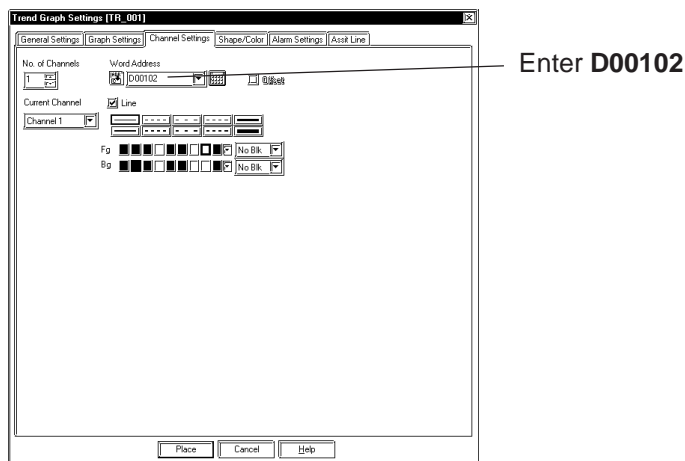 Trend Graph Settings [TR_001]
General Settings Graph Settings Channel Settings Shape/Color Alarm Settings Assit Line
No. of Channels Word Address
1 D00102 Offset
Enter D00102
Current Channel Line
Channel 1
Fg No Blk
Bg No Blk
Place Cancel Help